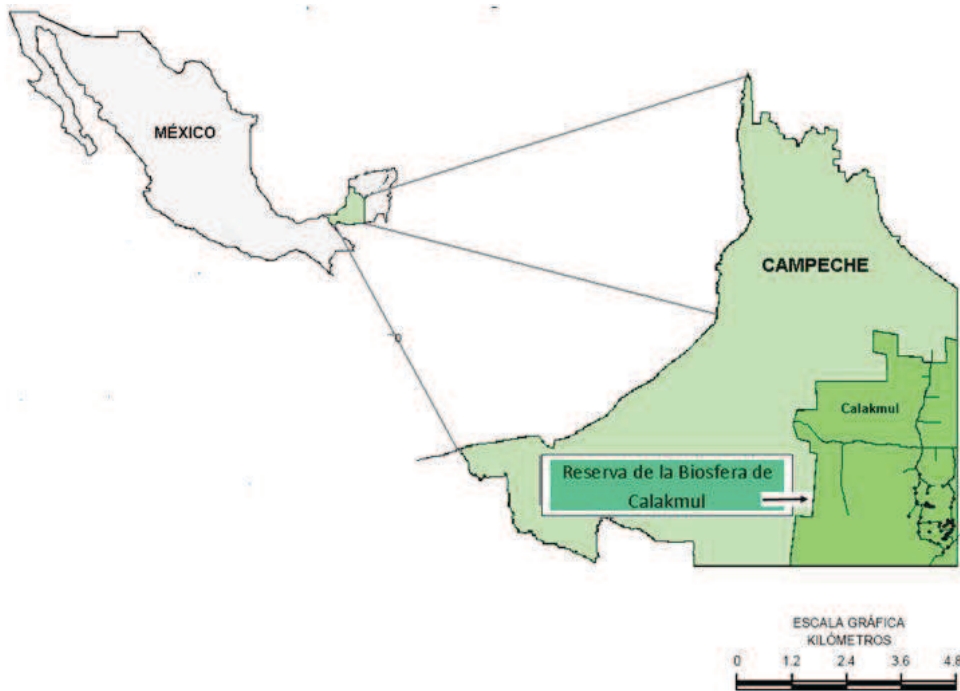 MÉXICO
CAMPECHE
Calakmul
Reserva de la Biosfera de
Calakmul
ESCALA GRÁFICA
KILÓMETROS
0 1.2 2.4 3.6 4.8